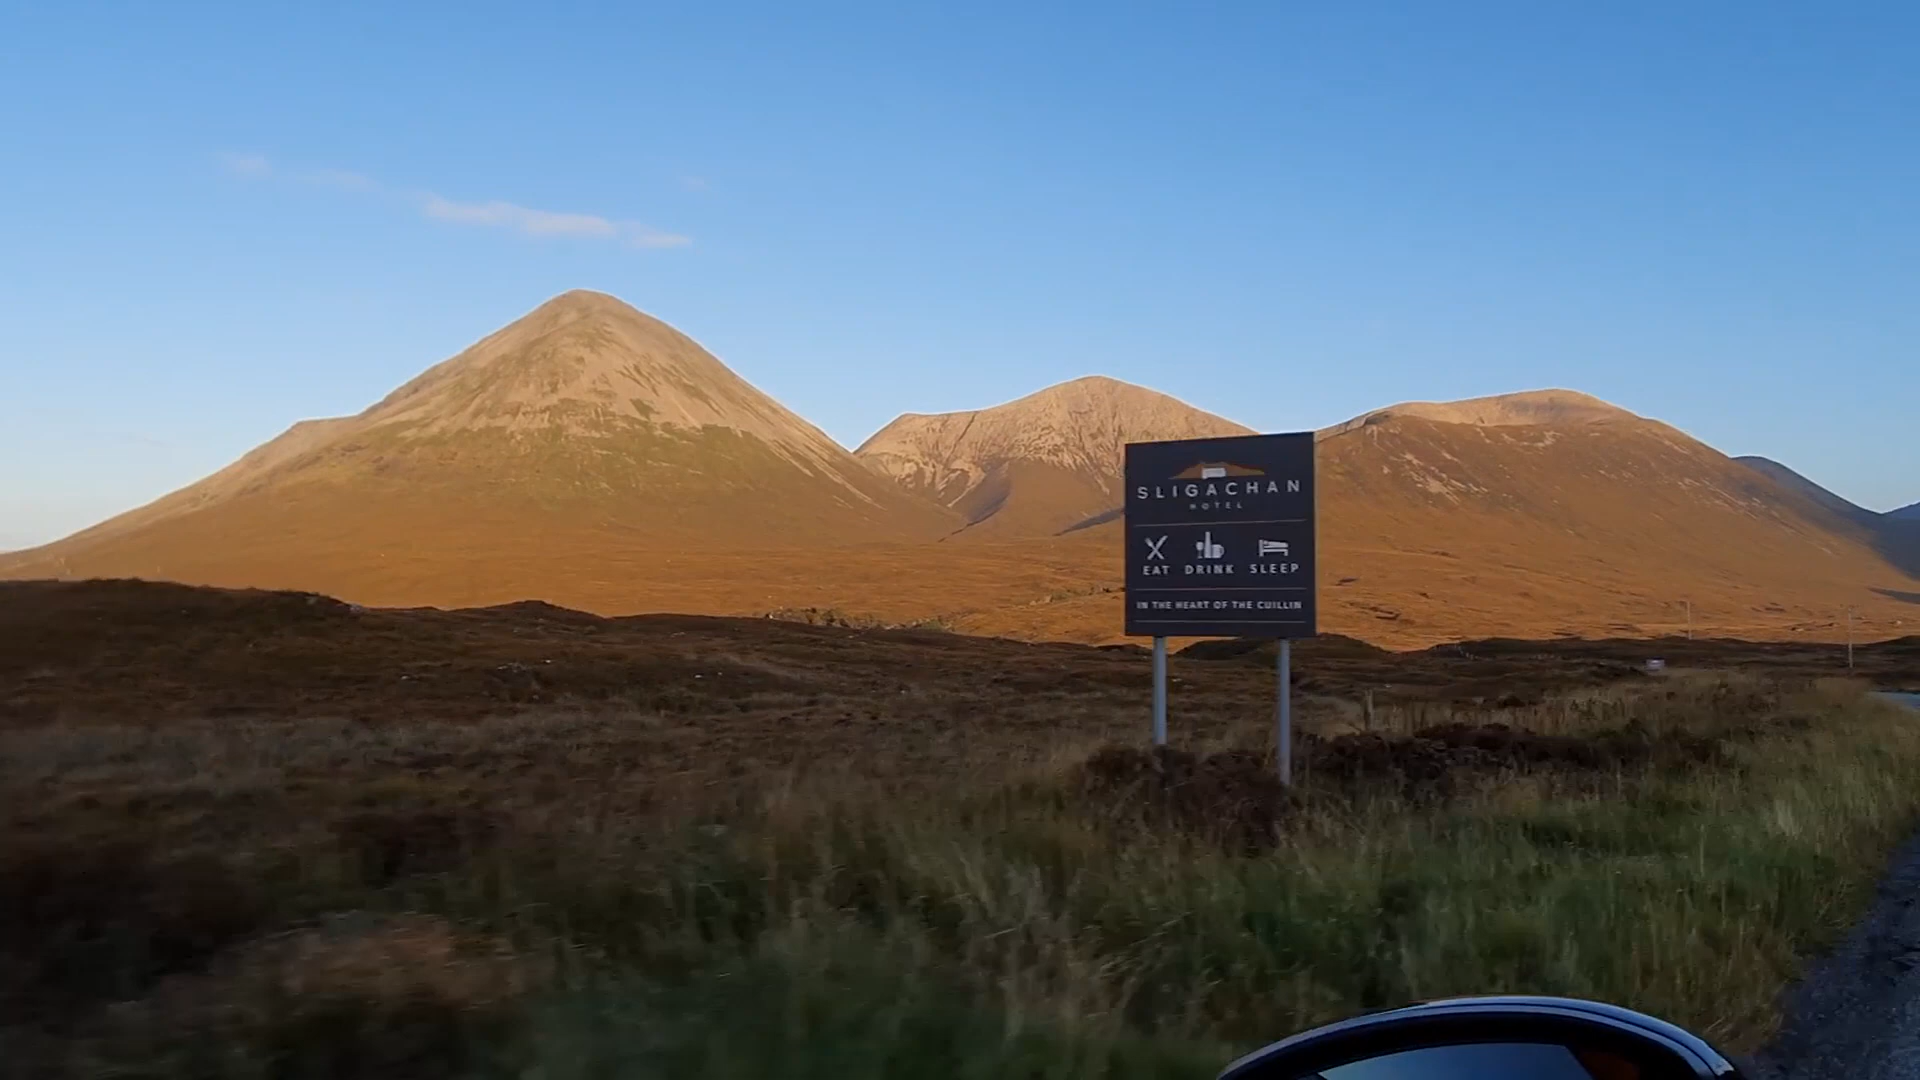 SLIGACHAN
HOTEL
EAT DRINK SLEEP
IN THE HEART OF THE CUILLIN